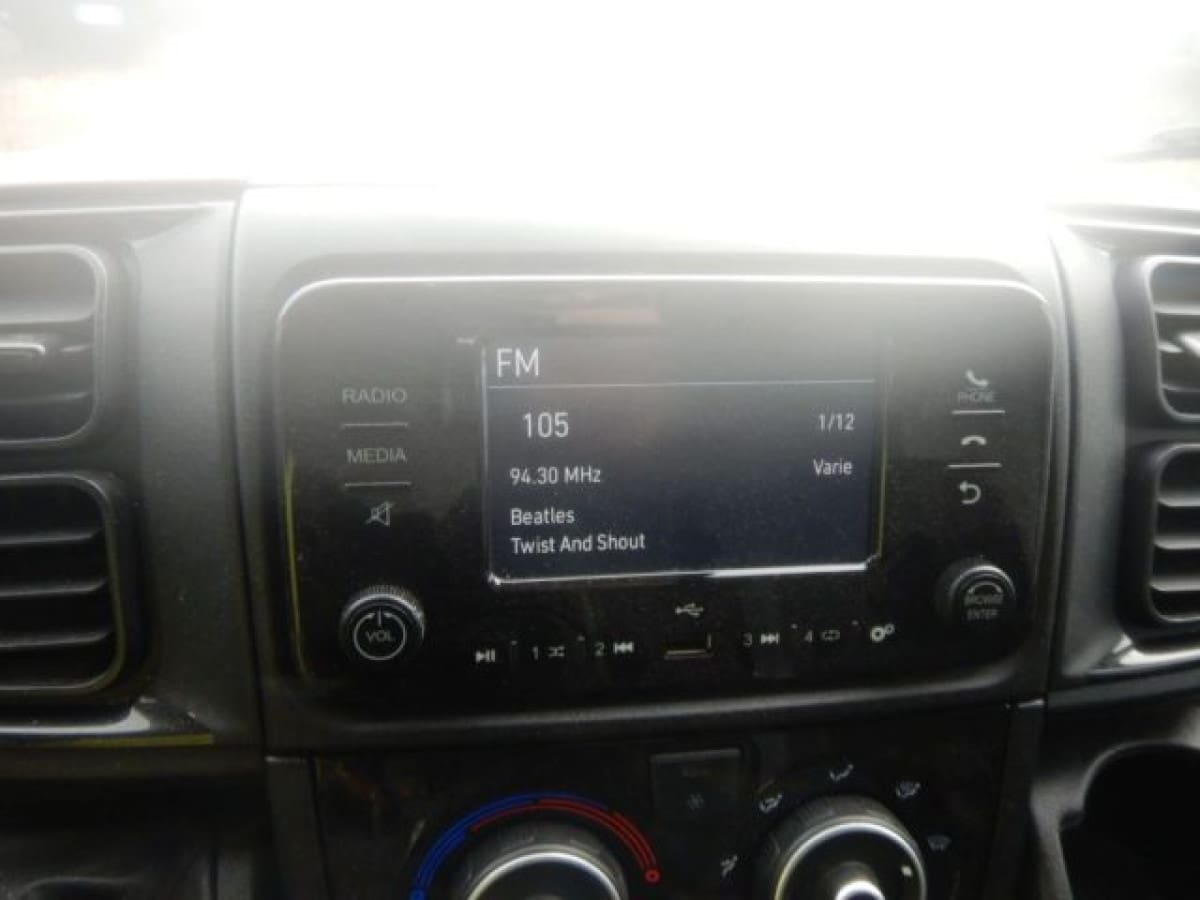 FM
RADIO
105
1/12
MEDIA
94.30 MHz
Varie
Beatles
Twist And Shout
PHONE
VOL
BROWSE
ENTER
1
2
3
4